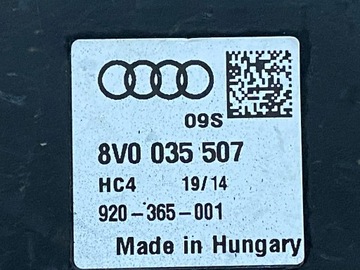 09S
8V0 035 507
HC4 19/14
920-365-001
Made in Hungary